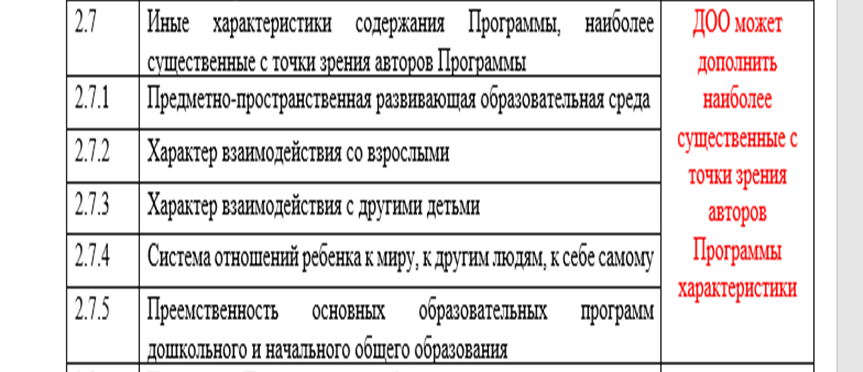 2.7 Иные характеристики содержания Программы, наиболее
существенные с точки зрения авторов Программы
2.7.1 Предметно-пространственная развивающая образовательная среда
2.7.2 Характер взаимодействия со взрослыми
2.7.3 Характер взаимодействия с другими детьми
2.7.4 Система отношений ребенка к миру, к другим людям, к себе самому
2.7.5 Преемственность основных образовательных программ
дошкольного и начального общего образования
ДОО может
дополнить
наиболее
существенные с
точки зрения
авторов
Программы
характеристики